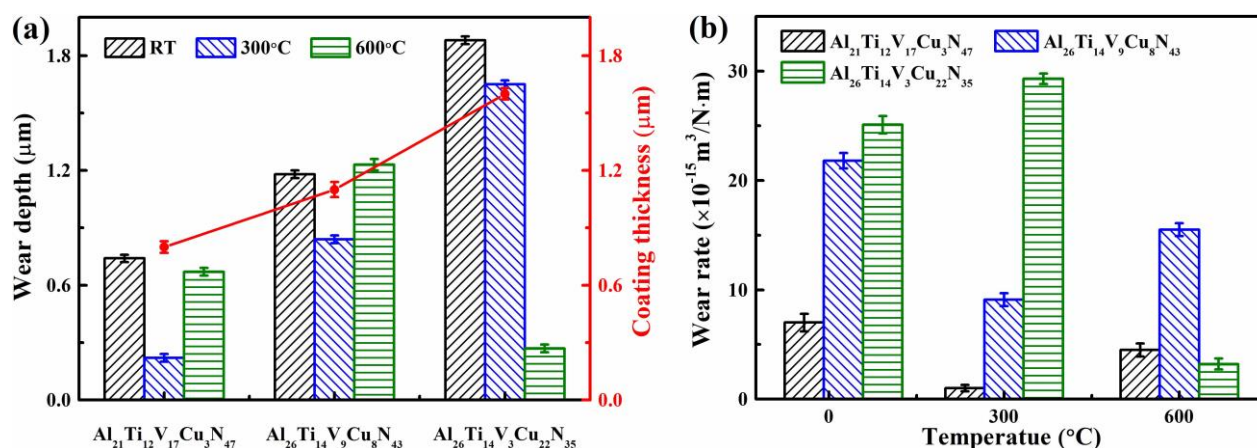 (a)
RT
300°C
600°C
Wear depth (μm)
1.8
1.2
0.6
0.0
Coating thickness (μm)
1.8
1.2
0.6
0.0
Al₂₁Ti₁₂V₁₇Cu₃N₄₇
Al₂₆Ti₁₄V₉Cu₈N₄₃
Al₂₆Ti₁₄V₃Cu₂₂N₃₅
(b)
Al₂₁Ti₁₂V₁₇Cu₃N₄₇
Al₂₆Ti₁₄V₉Cu₈N₄₃
Al₂₆Ti₁₄V₃Cu₂₂N₃₅
Wear rate (×10⁻¹⁵m³/N·m)
30
20
10
0
0
300
600
Temperatue (°C)